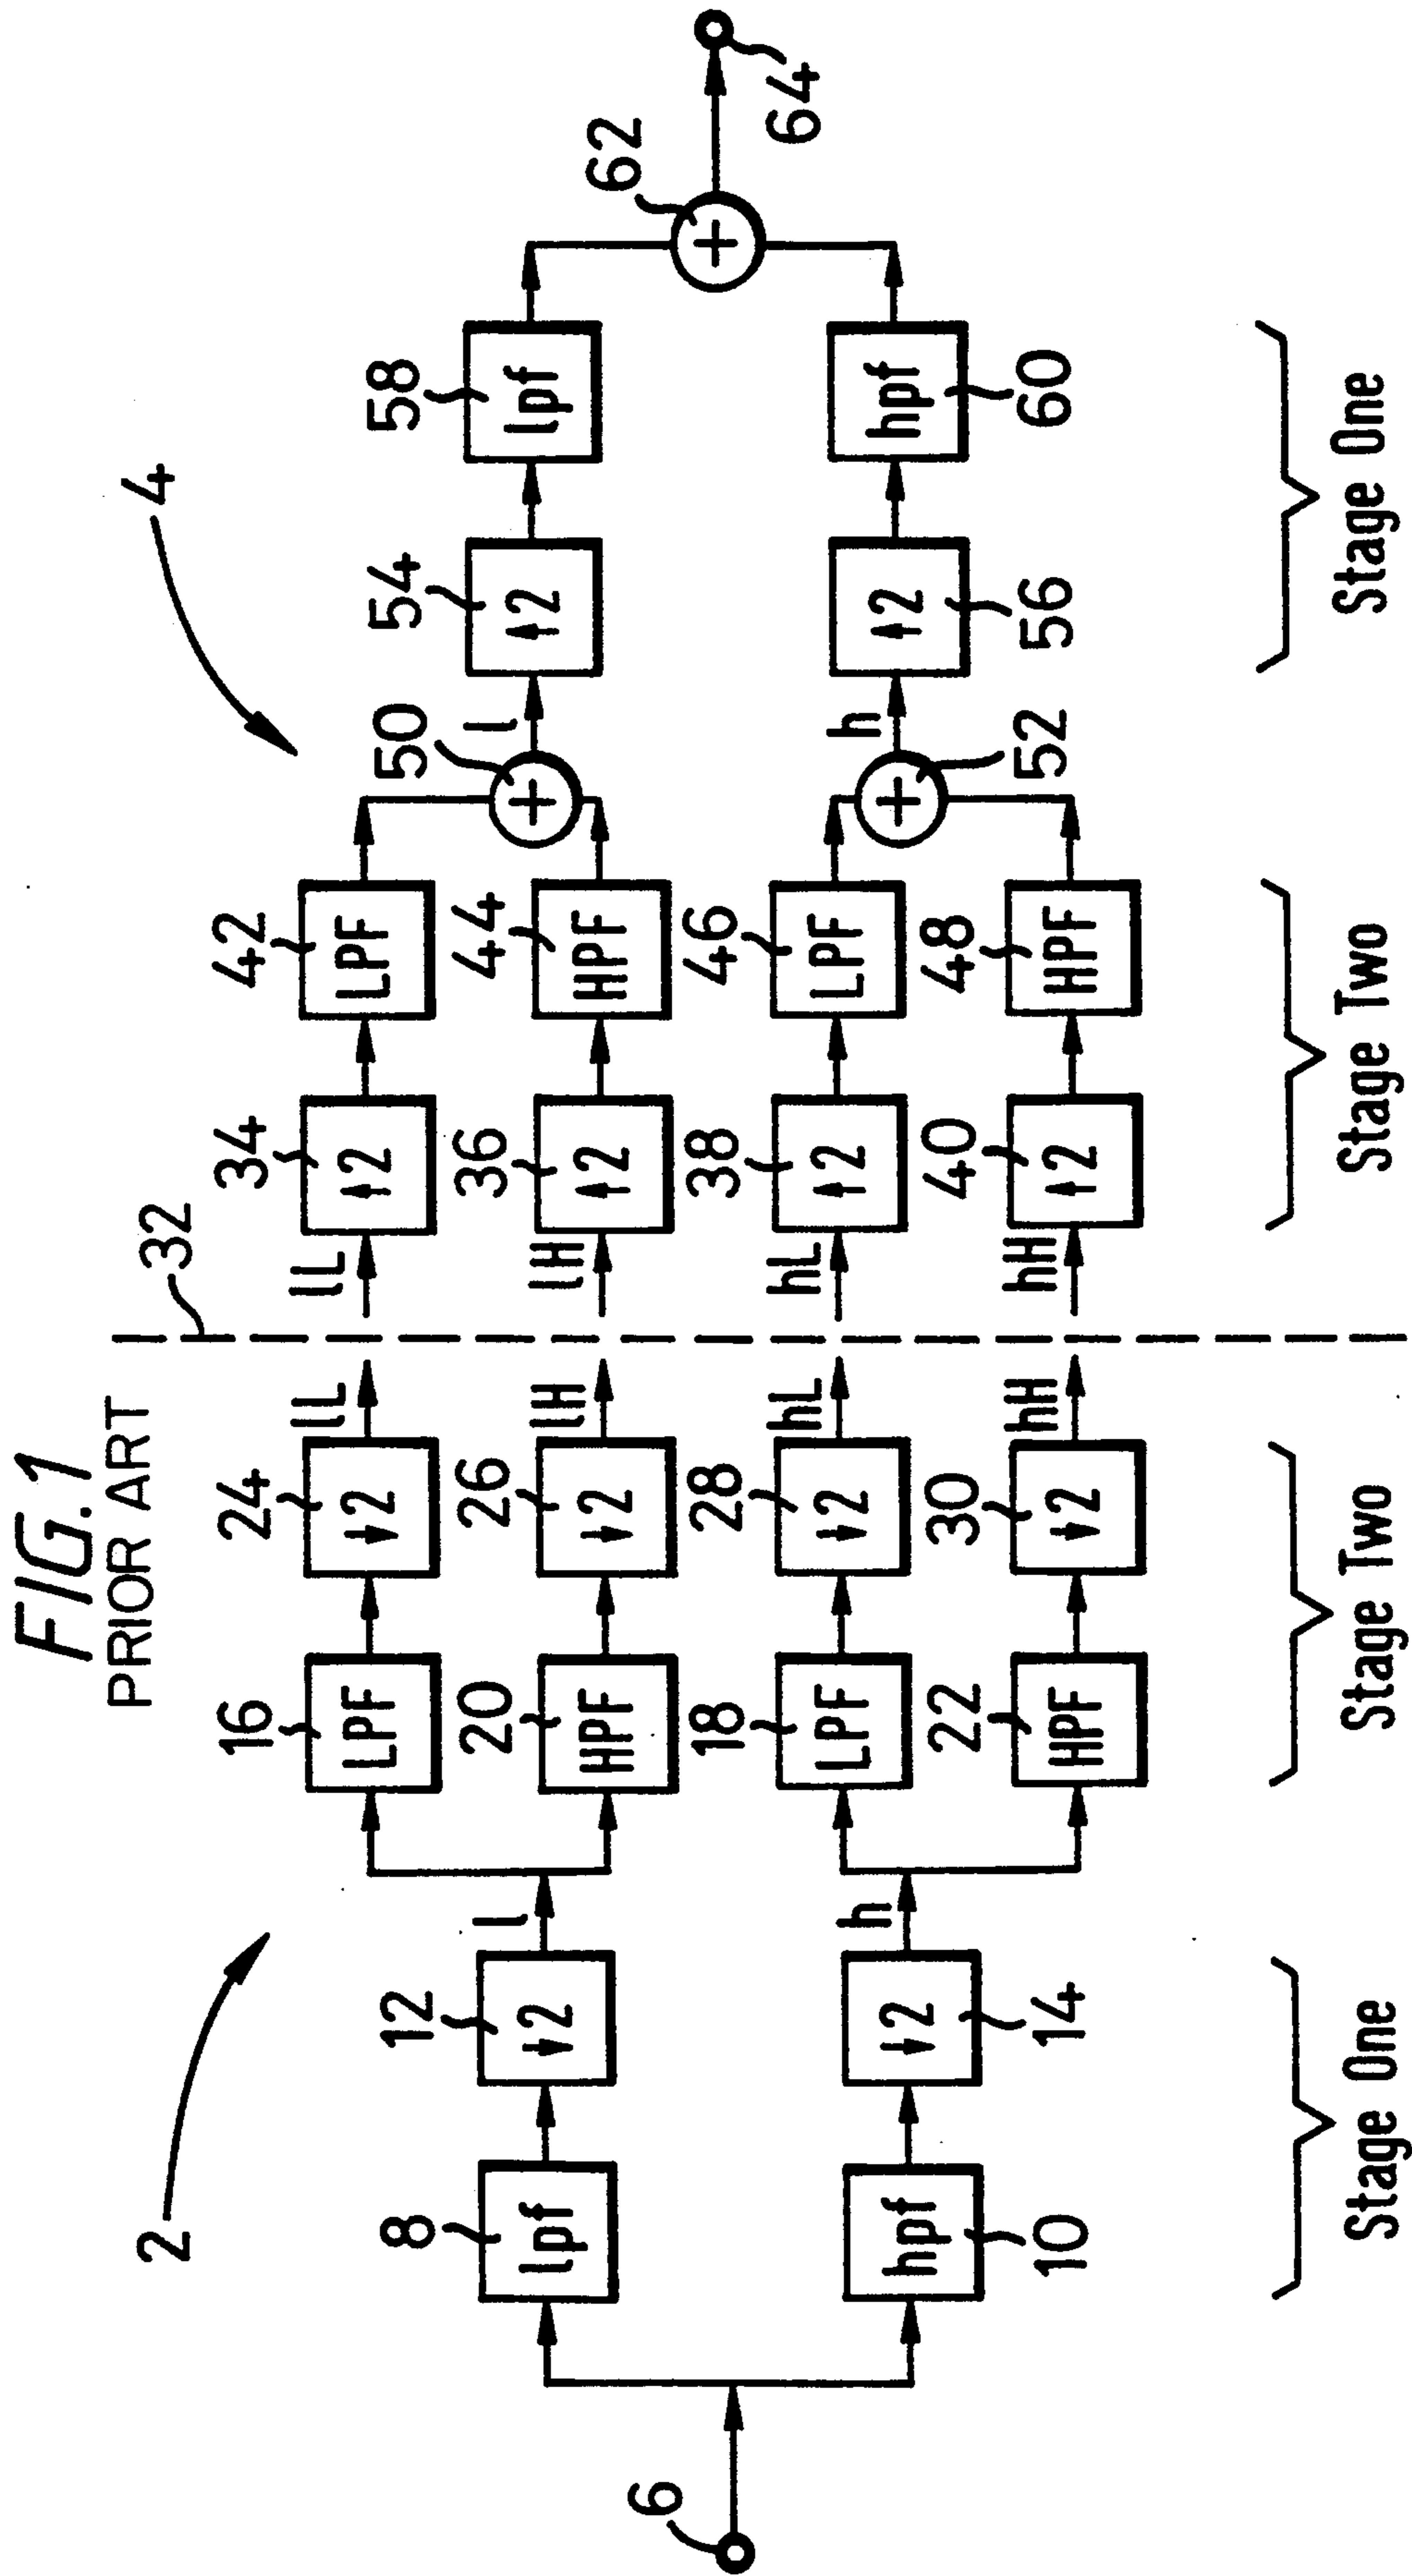 FIG. 1
PRIOR ART
2
4
32
6
8
lpf
12
↓2
l
10
hpf
14
↓2
h
16
LPF
24
↓2
lL
20
HPF
26
↓2
lH
18
LPF
28
↓2
hL
22
HPF
30
↓2
hH
lL
34
↑2
42
LPF
lH
36
↑2
44
HPF
hL
38
↑2
46
LPF
hH
40
↑2
48
HPF
50
+
l
52
+
h
54
↑2
58
lpf
56
↑2
60
hpf
62
+
64
Stage One
Stage Two
Stage Two
Stage One